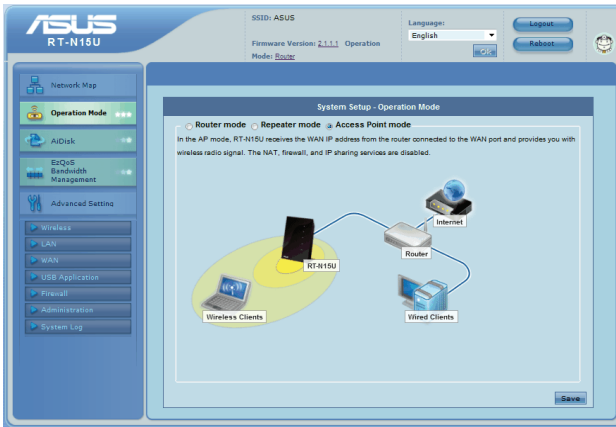 ASUS
RT-N15U
SSID: ASUS
Firmware Version: 2.1.1.1 Operation
Mode: Router
Language:
English
Logout
Reboot
Network Map
Operation Mode
AiDisk
EzQoS
Bandwidth
Management
Advanced Setting
Wireless
LAN
WAN
USB Application
Firewall
Administration
System Log
System Setup - Operation Mode
Router mode Repeater mode Access Point mode
In the AP mode, RT-N15U receives the WAN IP address from the router connected to the WAN port and provides you with
wireless radio signal. The NAT, firewall, and IP sharing services are disabled.
Internet
Router
RT-N15U
Wireless Clients
Wired Clients
Save